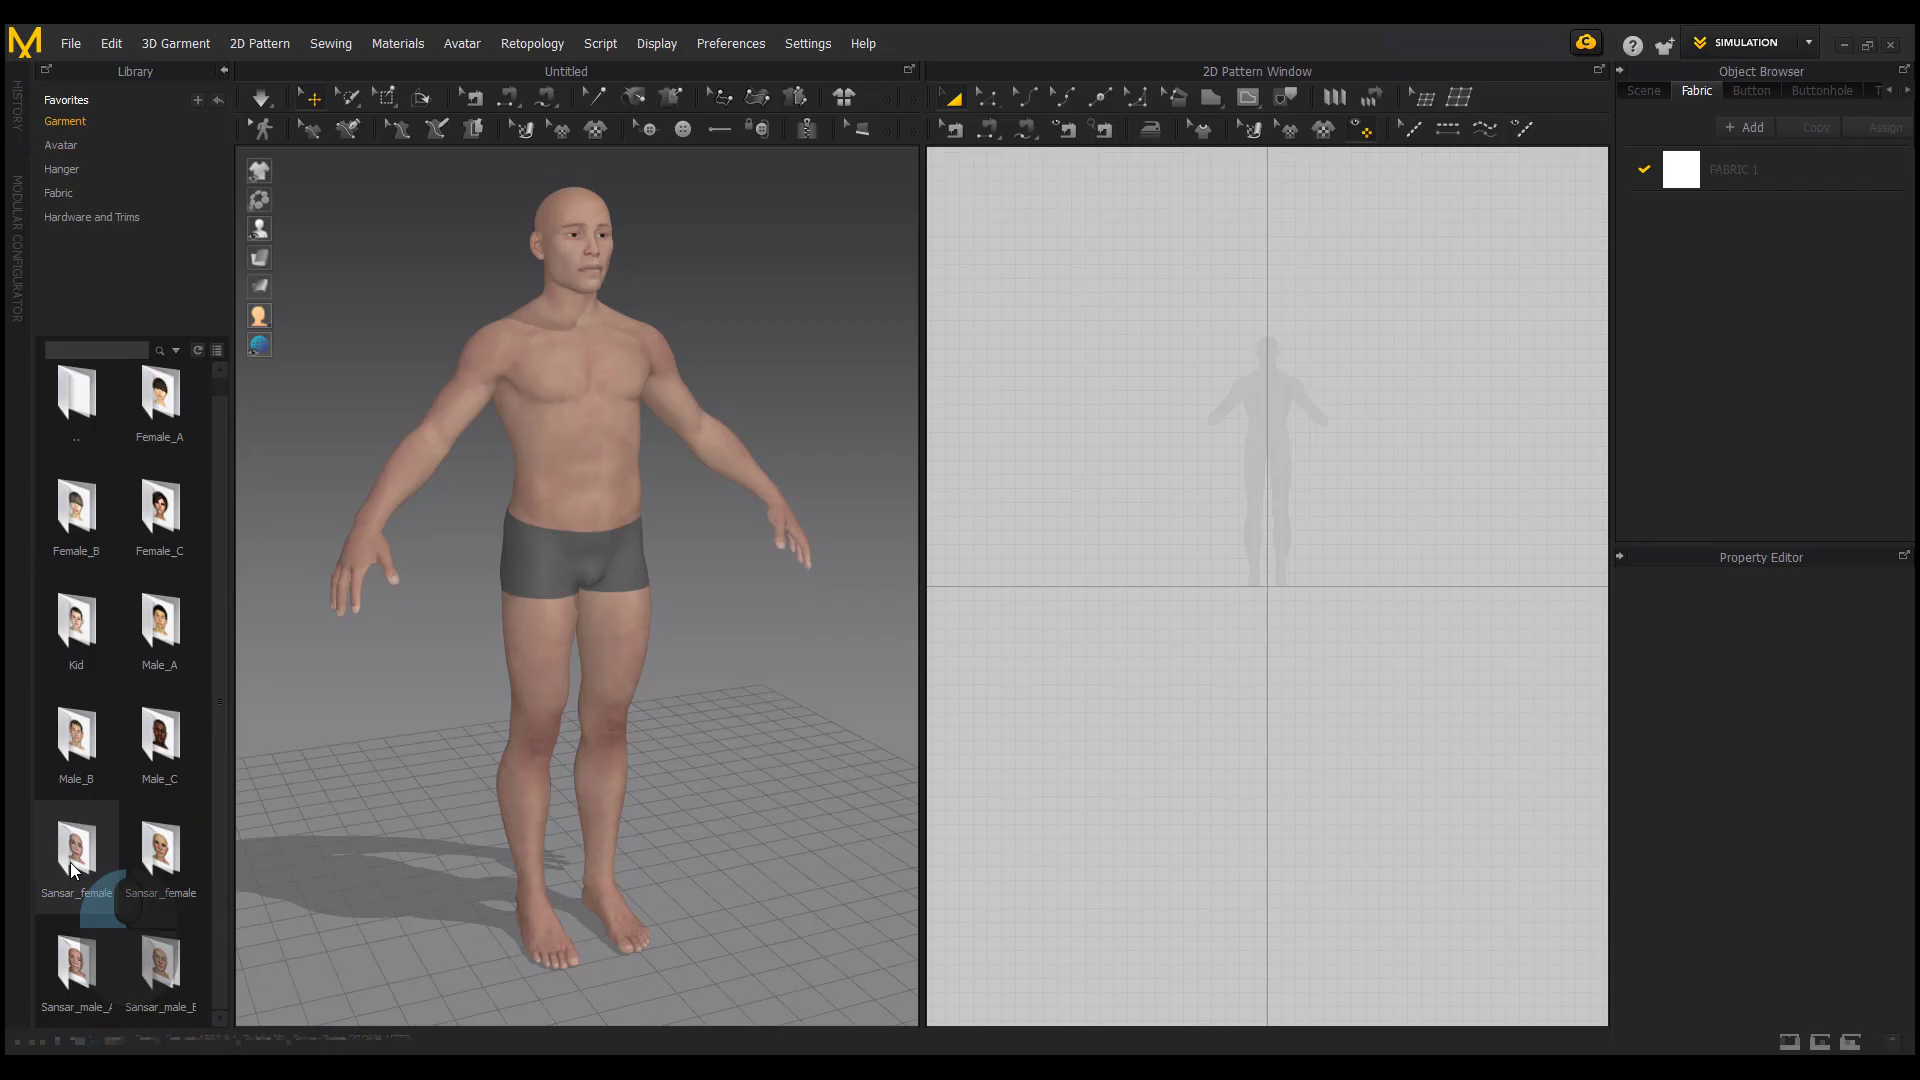 File Edit 3D Garment 2D Pattern Sewing Materials Avatar Retopology Script Display Preferences Settings Help
SIMULATION
Library
Untitled
2D Pattern Window
Object Browser
HISTORY
MODULAR CONFIGURATOR
Favorites
Garment
Avatar
Hanger
Fabric
Hardware and Trims
Scene Fabric Button Buttonhole
+ Add Copy Assign
FABRIC 1
Property Editor
..
Female_A
Female_B
Female_C
Kid
Male_A
Male_B
Male_C
Sansar_female
Sansar_female
Sansar_male_A
Sansar_male_B